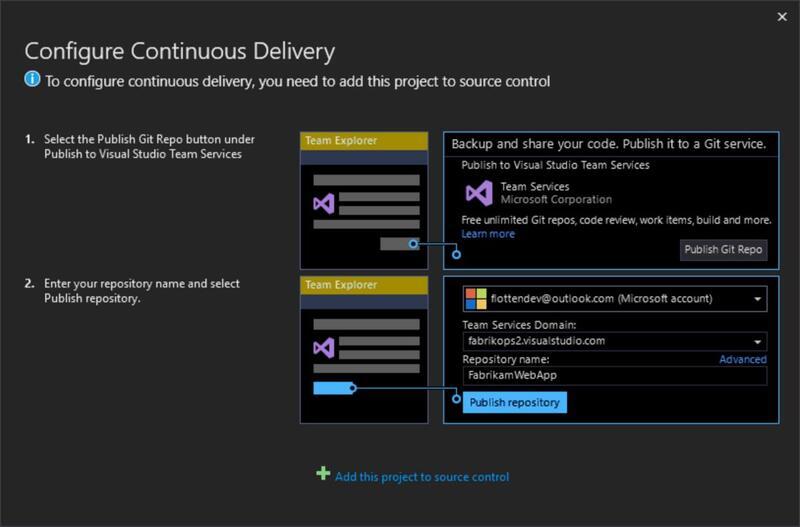 Configure Continuous Delivery
To configure continuous delivery, you need to add this project to source control
1. Select the Publish Git Repo button under
Publish to Visual Studio Team Services
Team Explorer
Backup and share your code. Publish it to a Git service.
Publish to Visual Studio Team Services
Team Services
Microsoft Corporation
Free unlimited Git repos, code review, work items, build and more.
Learn more
Publish Git Repo
2. Enter your repository name and select
Publish repository.
Team Explorer
flottendev@outlook.com (Microsoft account)
Team Services Domain:
fabrikops2.visualstudio.com
Repository name:
Advanced
FabrikamWebApp
Publish repository
Add this project to source control